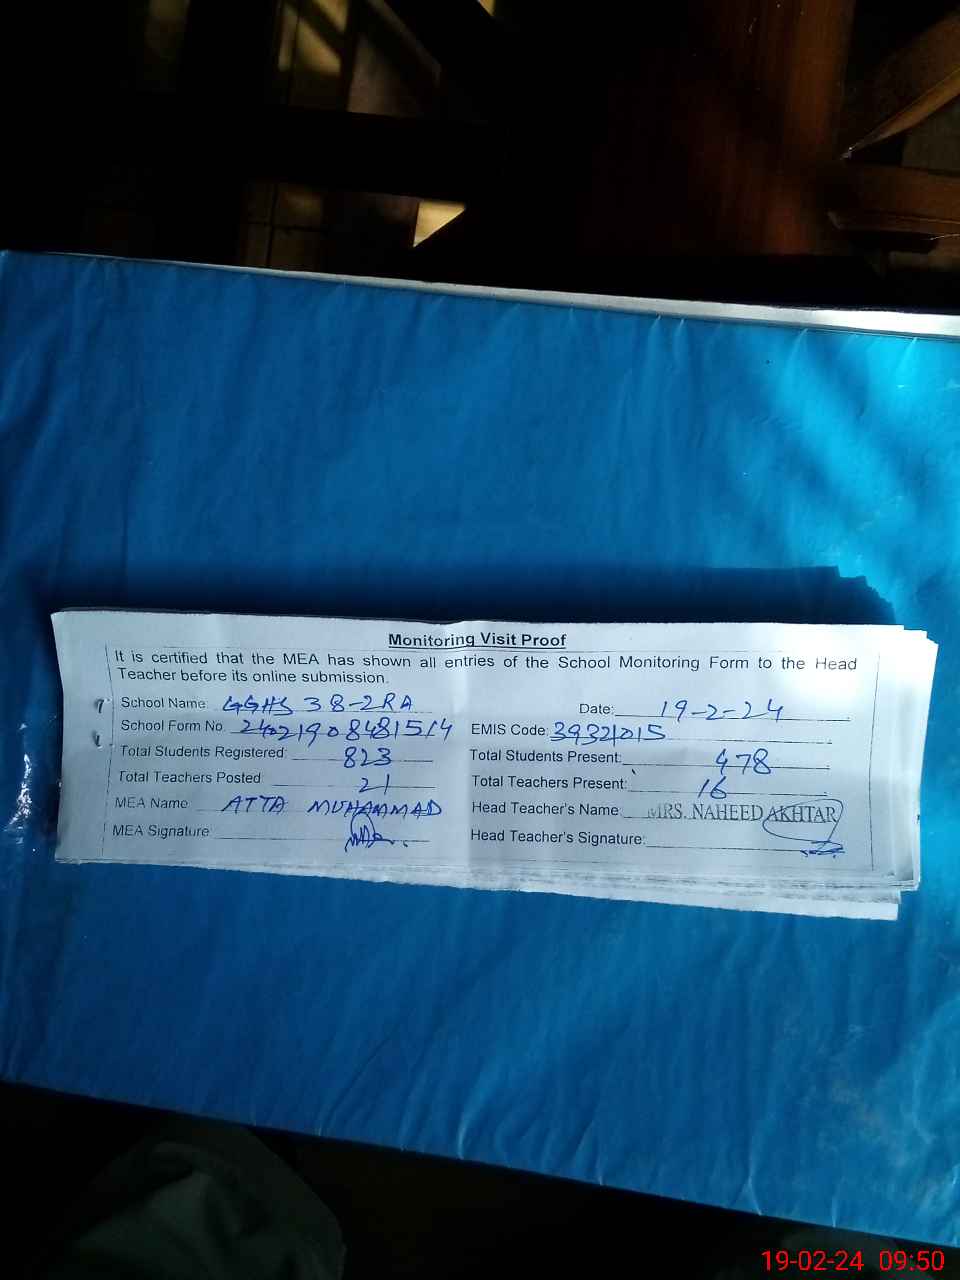 Monitoring Visit Proof
It is certified that the MEA has shown all entries of the School Monitoring Form to the Head
Teacher before its online submission.
School Name GGHS 38-2RA Date: 19-2-24
School Form No. EMIS Code: 39321015
Total Students Registered: 823 Total Students Present: 478
Total Teachers Posted: 21 Total Teachers Present: 16
MEA Name ATTA MUHAMMAD Head Teacher's Name: MRS. NAHEED AKHTAR
MEA Signature: Head Teacher's Signature:
19-02-24 09:50